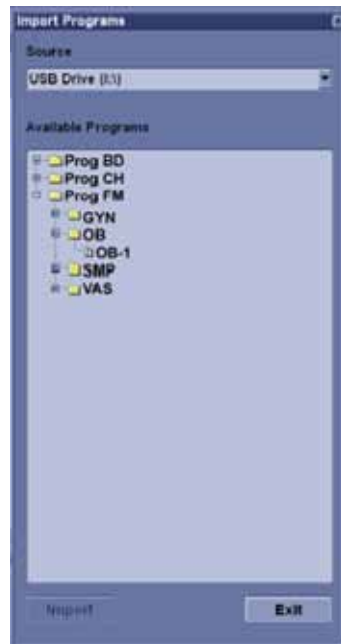 Import Programs
Source
USB Drive (I:\)
Available Programs
Prog BD
Prog CH
Prog FM
GYN
OB
OB-1
SMP
VAS
Import
Exit